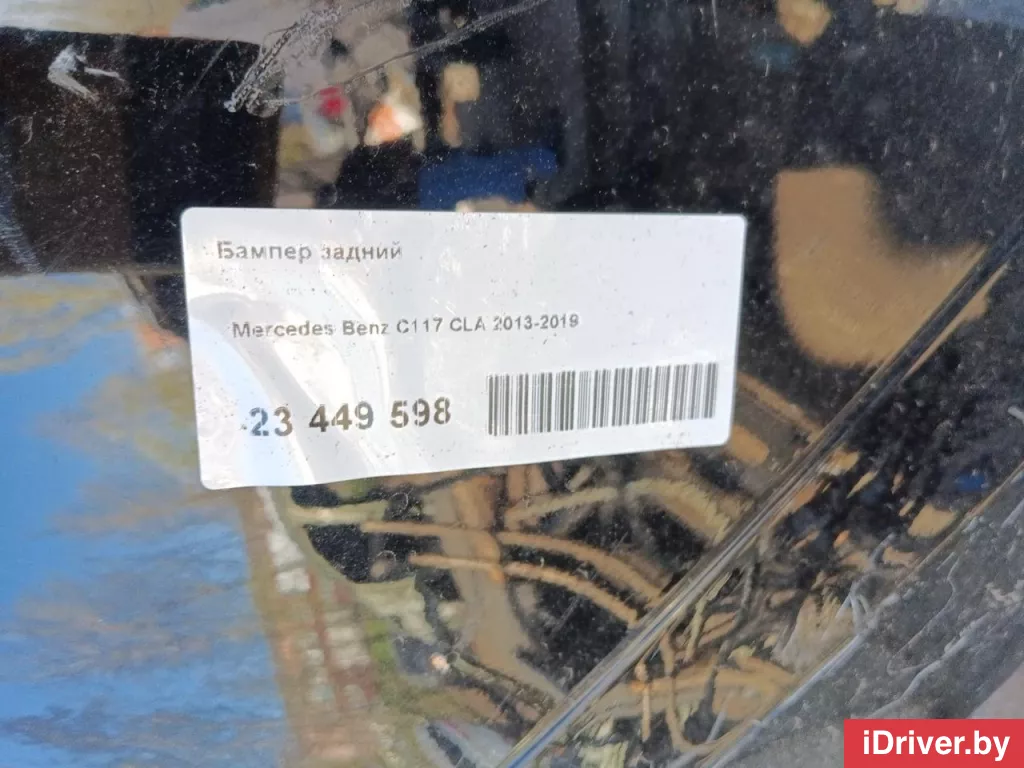 Бампер задний
Mercedes Benz C117 CLA 2013-2019
23 449 598
iDriver.by